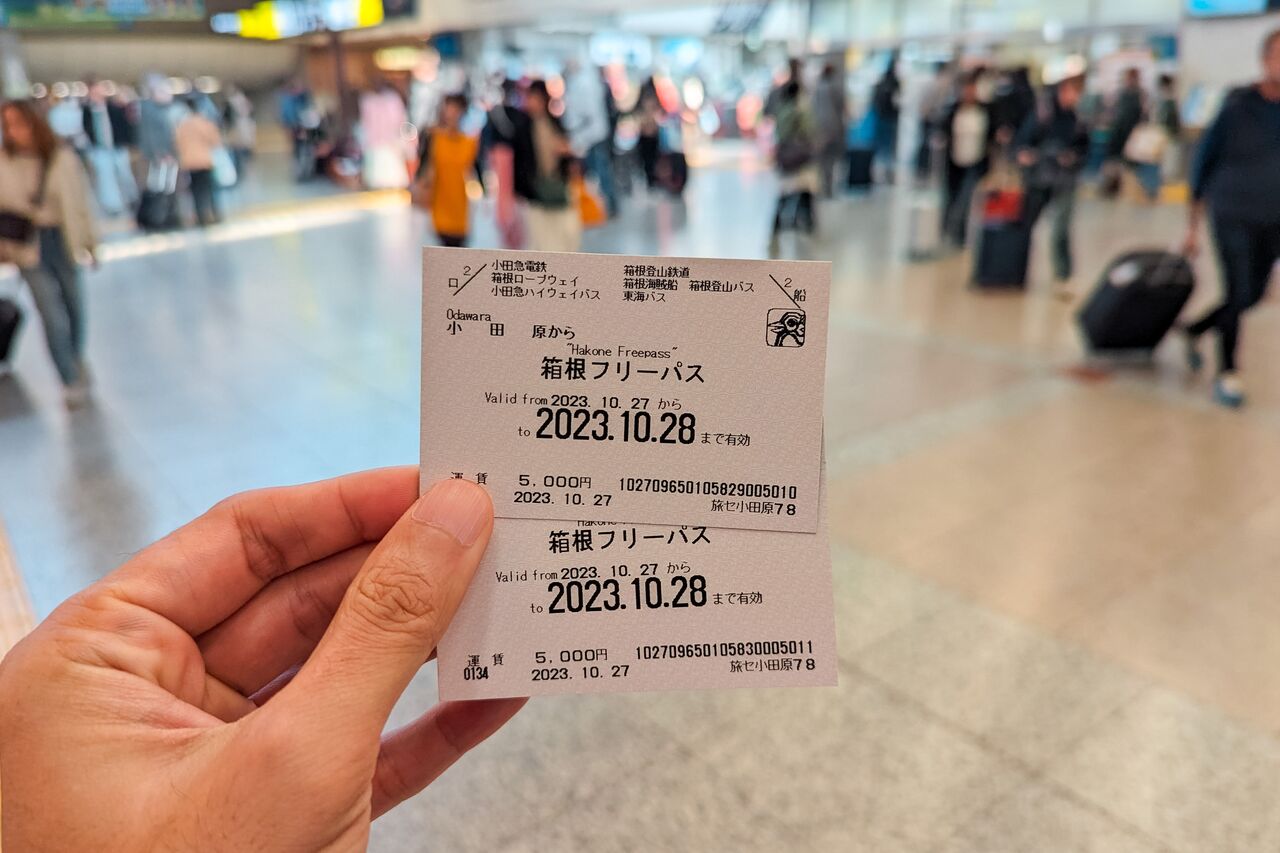 2 小田急電鉄 箱根登山鉄道 2
口 箱根ロープウェイ 箱根海賊船 箱根登山バス 船
小田急ハイウェイバス 東海バス
Odawara
小 田 原から
"Hakone Freepass"
箱根フリーパス
Valid from 2023. 10. 27 から
to 2023.10.28 まで有効
運 賃 5,000円 102709650105829005010
2023. 10. 27 旅セ小田原78
箱根フリーパス
Valid from 2023. 10. 27 から
to 2023.10.28 まで有効
運 賃 5,000円 102709650105830005011
0134 2023. 10. 27 旅セ小田原78